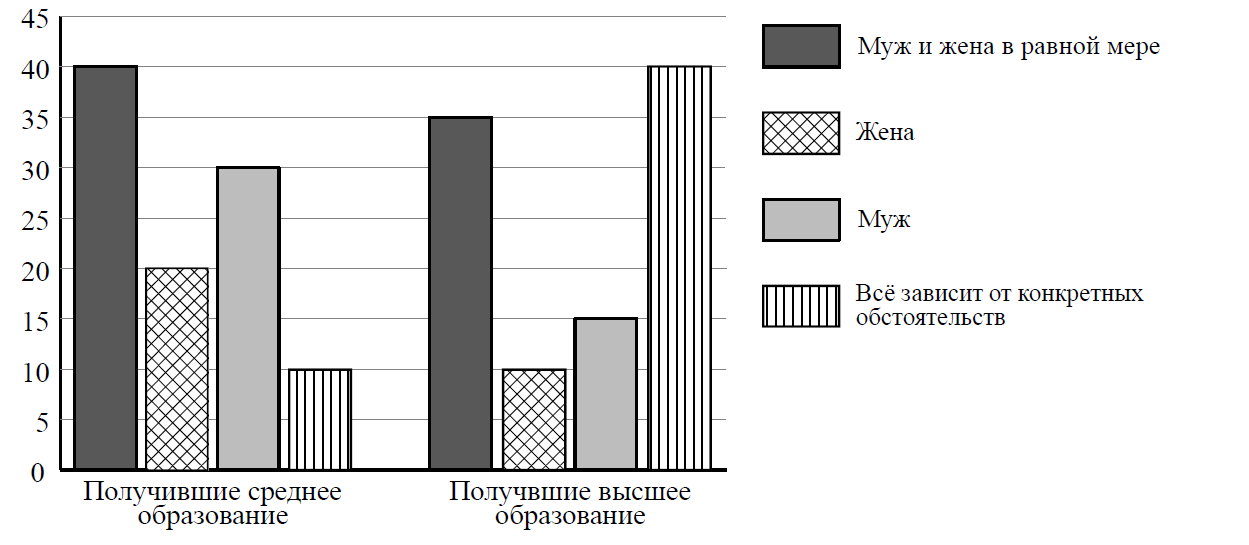 45
40
35
30
25
20
15
10
5
0
Получившие среднее
образование
Получвшие высшее
образование
Муж и жена в равной мере
Жена
Муж
Всё зависит от конкретных
обстоятельств